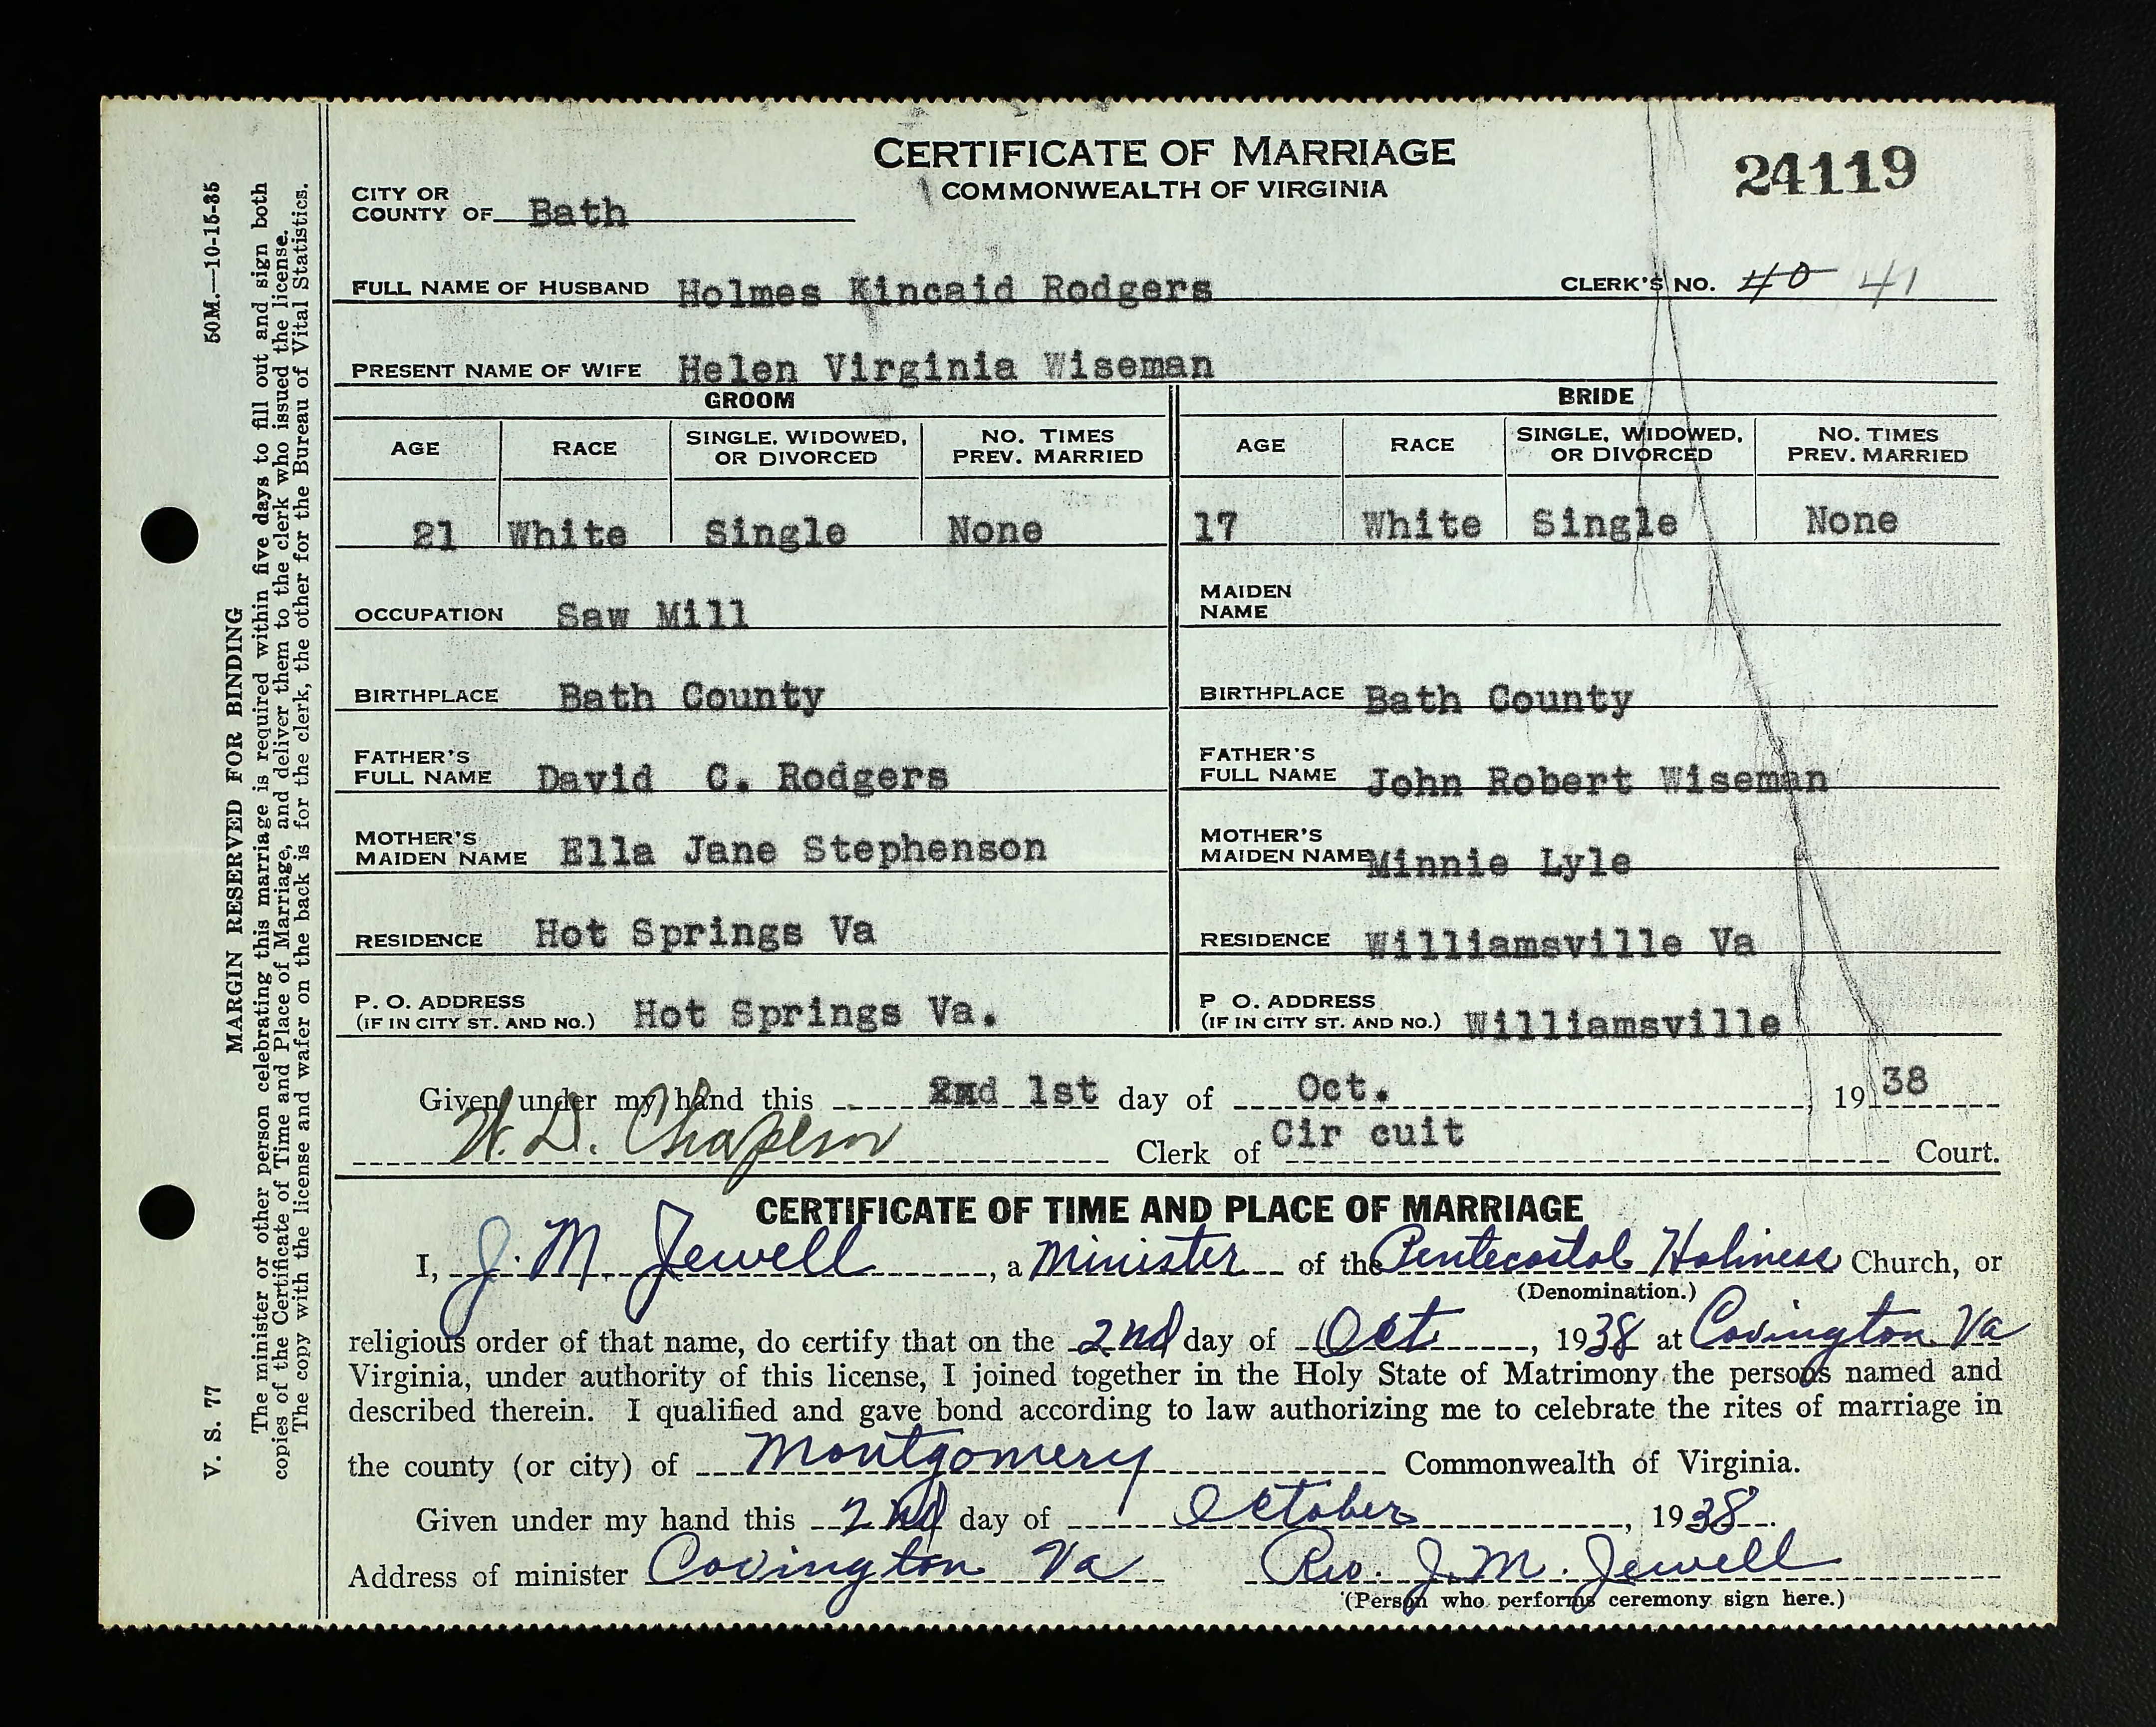 50M.—10-15-35
MARGIN RESERVED FOR BINDING
V. S. 77
The minister or other person celebrating this marriage is required within five days to fill out and sign both
copies of the Certificate of Time and Place of Marriage, and deliver them to the clerk who issued the license.
The copy with the license and wafer on the back is for the clerk, the other for the Bureau of Vital Statistics.
CERTIFICATE OF MARRIAGE
COMMONWEALTH OF VIRGINIA
24119
CITY OR
COUNTY OF Bath
FULL NAME OF HUSBAND Holmes Kincaid Rodgers CLERK'S NO. 40 41
PRESENT NAME OF WIFE Helen Virginia Wiseman
GROOM BRIDE
AGE RACE SINGLE, WIDOWED, OR DIVORCED NO. TIMES PREV. MARRIED AGE RACE SINGLE, WIDOWED, OR DIVORCED NO. TIMES PREV. MARRIED
21 White Single None 17 White Single None
OCCUPATION Saw Mill MAIDEN NAME
BIRTHPLACE Bath County BIRTHPLACE Bath County
FATHER'S FULL NAME David C. Rodgers FATHER'S FULL NAME John Robert Wiseman
MOTHER'S MAIDEN NAME Ella Jane Stephenson MOTHER'S MAIDEN NAME Minnie Lyle
RESIDENCE Hot Springs Va RESIDENCE Williamsville Va
P. O. ADDRESS (IF IN CITY ST. AND NO.) Hot Springs Va. P O. ADDRESS (IF IN CITY ST. AND NO.) Williamsville
Given under my hand this 2nd 1st day of Oct. 1938
W. D. Chaplin Clerk of Cir cuit Court.
CERTIFICATE OF TIME AND PLACE OF MARRIAGE
I, J. M. Jewell, a Minister of the Pentecostal Holiness Church, or
(Denomination.)
religious order of that name, do certify that on the 2nd day of Oct, 1938 at Covington Va
Virginia, under authority of this license, I joined together in the Holy State of Matrimony the persons named and
described therein. I qualified and gave bond according to law authorizing me to celebrate the rites of marriage in
the county (or city) of Montgomery Commonwealth of Virginia.
Given under my hand this 2nd day of October, 1938.
Address of minister Covington Va Rev. J. M. Jewell
(Person who performs ceremony sign here.)